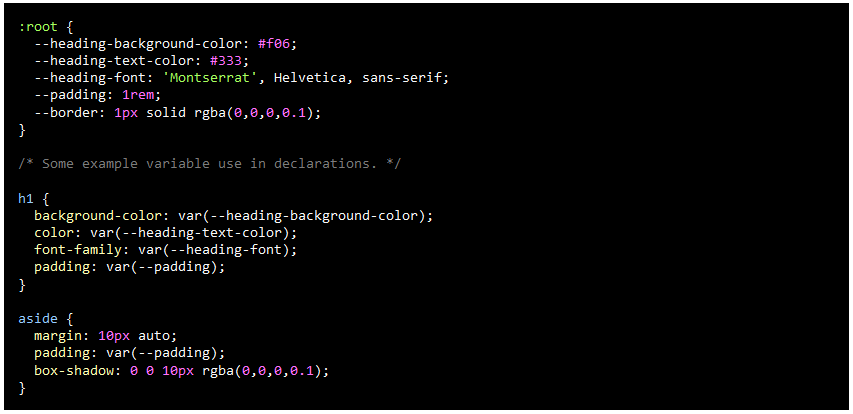 :root {
--heading-background-color: #f06;
--heading-text-color: #333;
--heading-font: 'Montserrat', Helvetica, sans-serif;
--padding: 1rem;
--border: 1px solid rgba(0,0,0,0.1);
}
/* Some example variable use in declarations. */
h1 {
background-color: var(--heading-background-color);
color: var(--heading-text-color);
font-family: var(--heading-font);
padding: var(--padding);
}
aside {
margin: 10px auto;
padding: var(--padding);
box-shadow: 0 0 10px rgba(0,0,0,0.1);
}